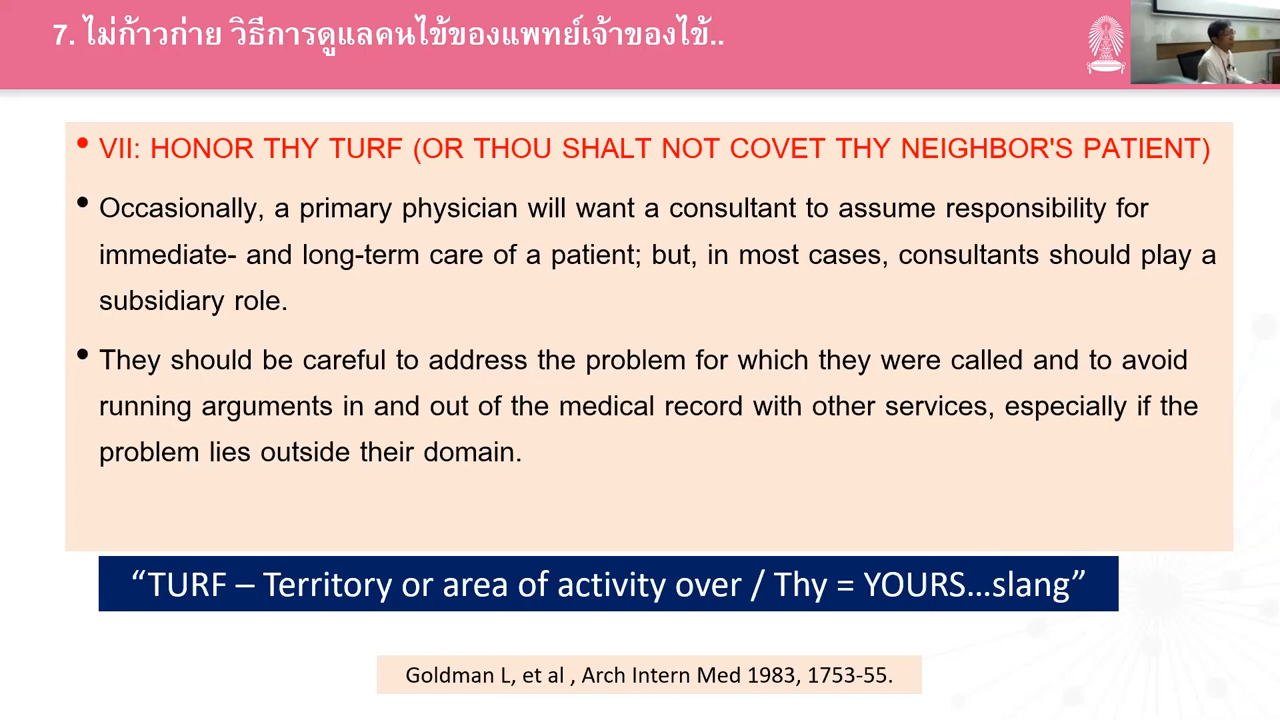 7. ไม่ก้าวก่าย วิธีการดูแลคนไข้ของแพทย์เจ้าของไข้..
• VII: HONOR THY TURF (OR THOU SHALT NOT COVET THY NEIGHBOR'S PATIENT)
• Occasionally, a primary physician will want a consultant to assume responsibility for
immediate- and long-term care of a patient; but, in most cases, consultants should play a
subsidiary role.
• They should be careful to address the problem for which they were called and to avoid
running arguments in and out of the medical record with other services, especially if the
problem lies outside their domain.
“TURF – Territory or area of activity over / Thy = YOURS...slang”
Goldman L, et al , Arch Intern Med 1983, 1753-55.